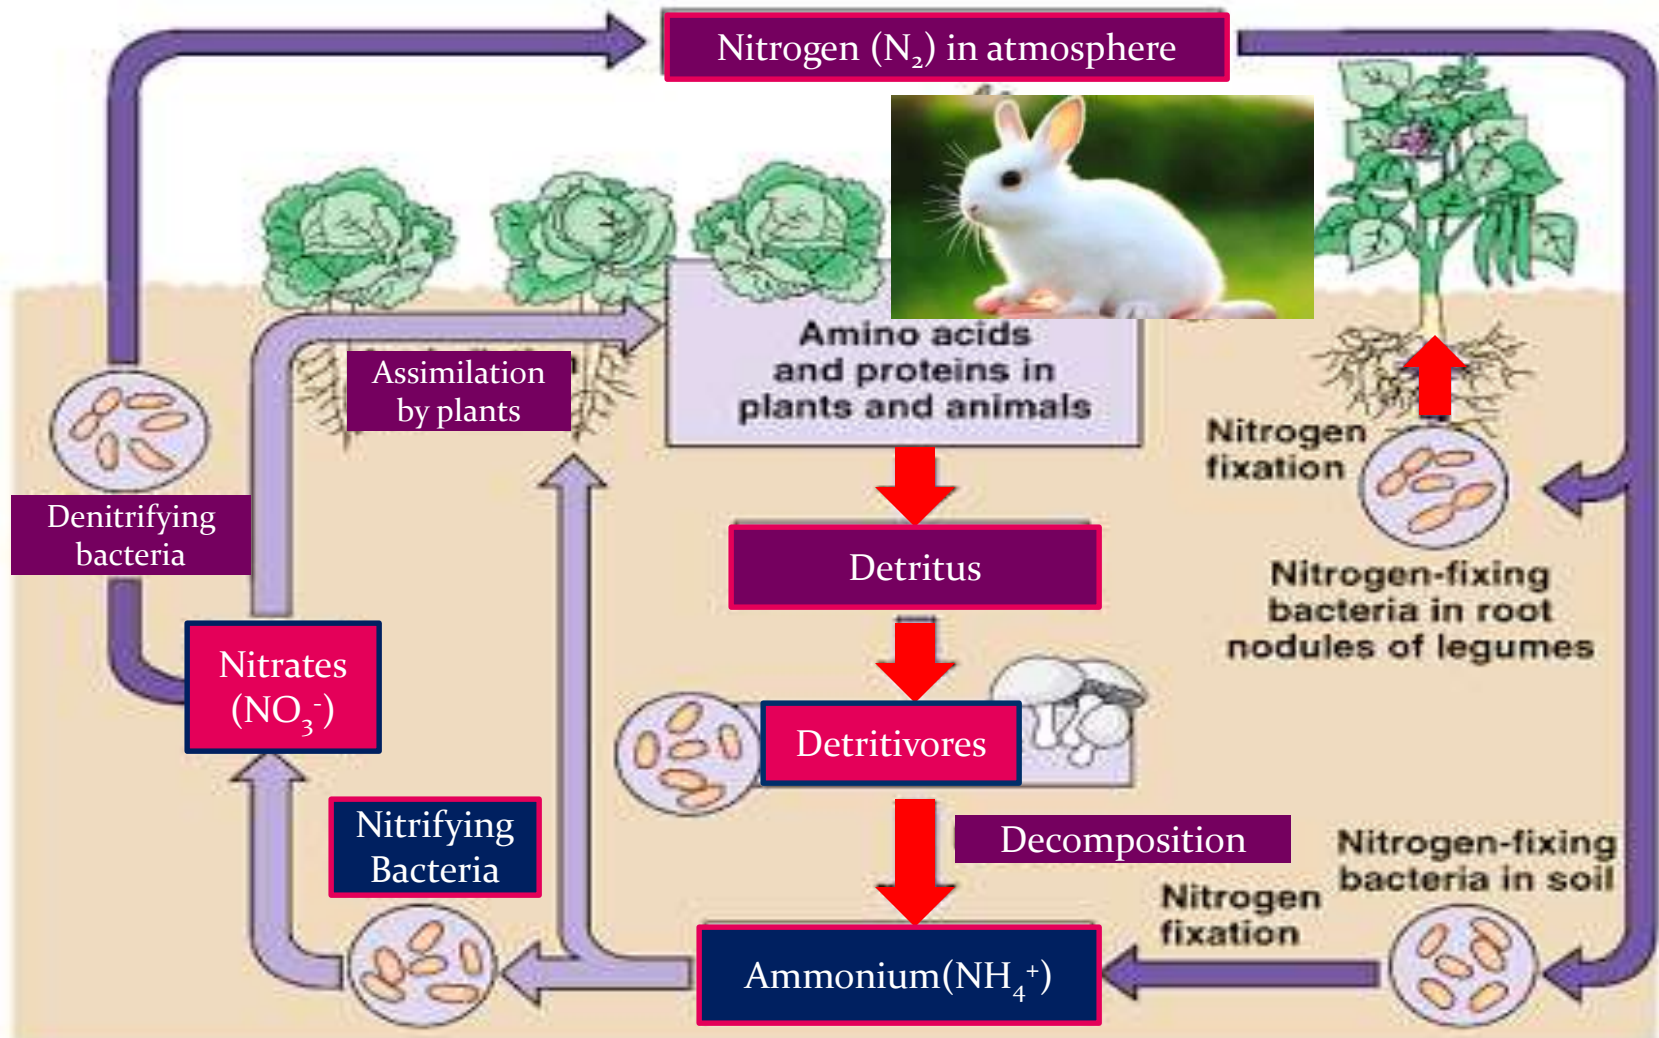 Nitrogen (N₂) in atmosphere
Assimilation
by plants
Amino acids
and proteins in
plants and animals
Nitrogen
fixation
Denitrifying
bacteria
Detritus
Nitrogen-fixing
bacteria in root
nodules of legumes
Nitrates
(NO₃⁻)
Detritivores
Nitrifying
Bacteria
Decomposition
Nitrogen-fixing
bacteria in soil
Nitrogen
fixation
Ammonium(NH₄⁺)